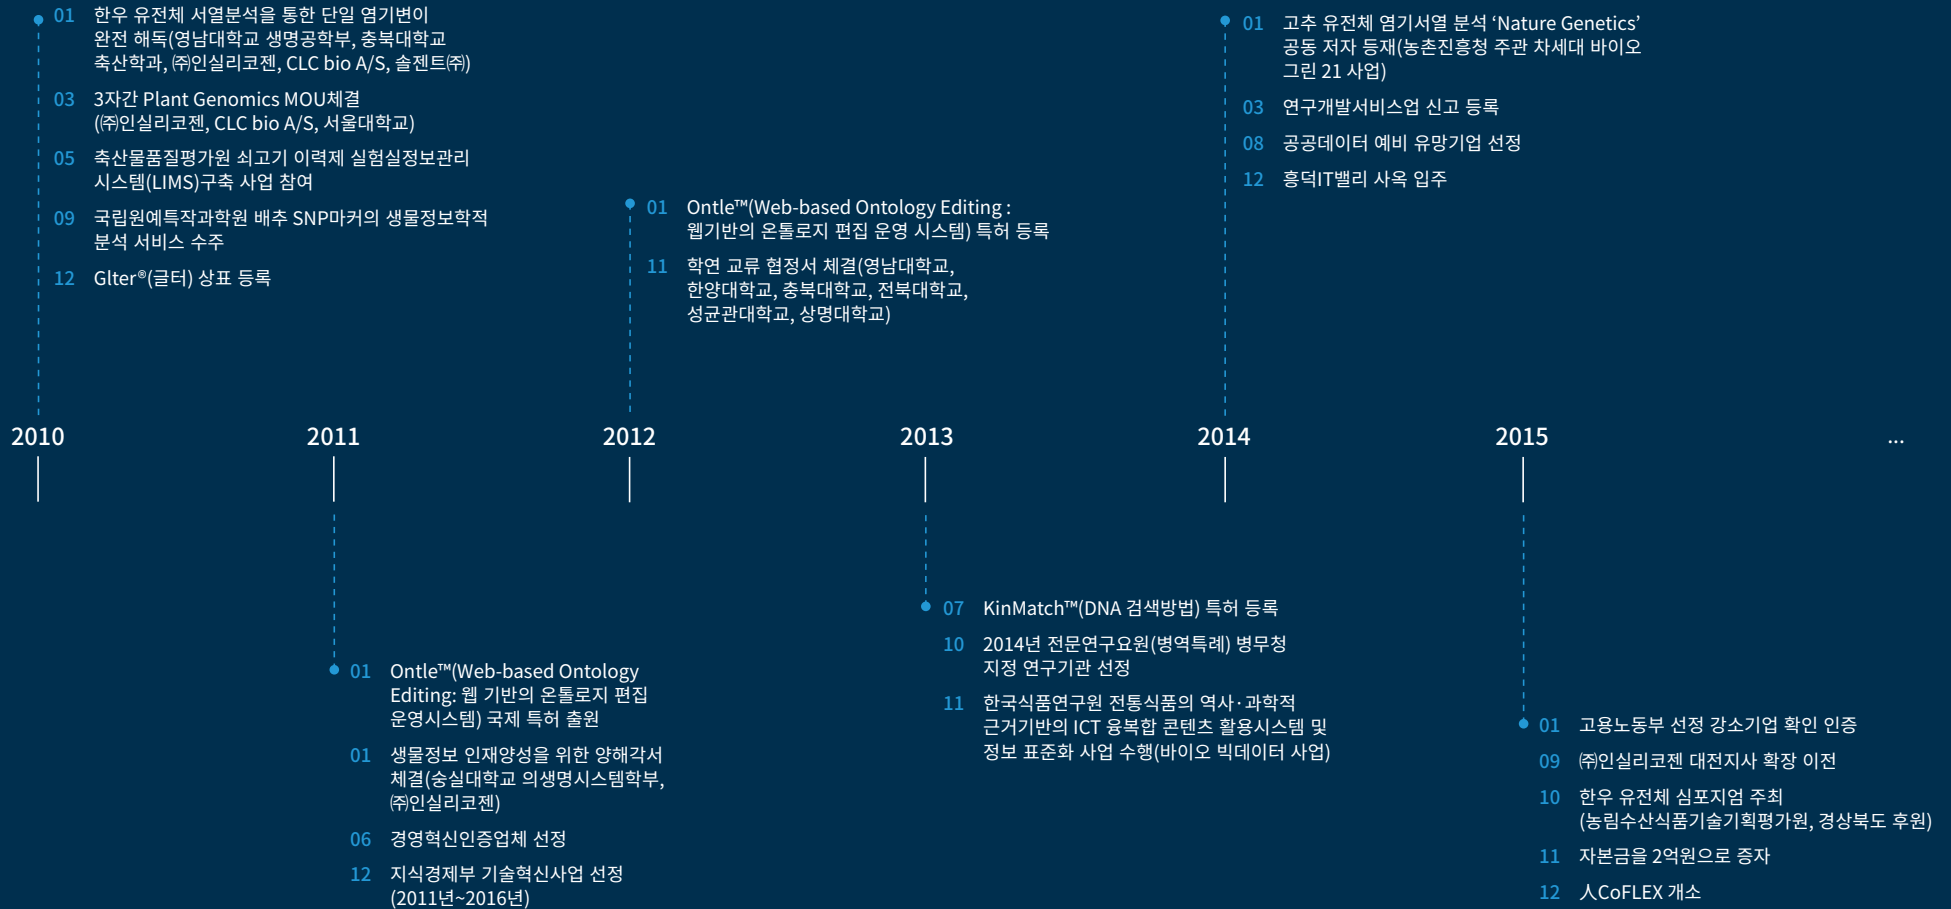 01 한우 유전체 서열분석을 통한 단일 염기변이
완전 해독(영남대학교 생명공학부, 충북대학교
축산학과, ㈜인실리코젠, CLC bio A/S, 솔젠트㈜)
03 3자간 Plant Genomics MOU체결
(㈜인실리코젠, CLC bio A/S, 서울대학교)
05 축산물품질평가원 쇠고기 이력제 실험실정보관리
시스템(LIMS)구축 사업 참여
09 국립원예특작과학원 배추 SNP마커의 생물정보학적
분석 서비스 수주
12 Glter®(글터) 상표 등록
01 Ontle™(Web-based Ontology Editing :
웹기반의 온톨로지 편집 운영 시스템) 특허 등록
11 학연 교류 협정서 체결(영남대학교,
한양대학교, 충북대학교, 전북대학교,
성균관대학교, 상명대학교)
01 고추 유전체 염기서열 분석 ‘Nature Genetics’
공동 저자 등재(농촌진흥청 주관 차세대 바이오
그린 21 사업)
03 연구개발서비스업 신고 등록
08 공공데이터 예비 유망기업 선정
12 흥덕IT밸리 사옥 입주
2010 2011 2012 2013 2014 2015 ...
01 Ontle™(Web-based Ontology
Editing: 웹 기반의 온톨로지 편집
운영시스템) 국제 특허 출원
01 생물정보 인재양성을 위한 양해각서
체결(숭실대학교 의생명시스템학부,
㈜인실리코젠)
06 경영혁신인증업체 선정
12 지식경제부 기술혁신사업 선정
(2011년~2016년)
07 KinMatch™(DNA 검색방법) 특허 등록
10 2014년 전문연구요원(병역특례) 병무청
지정 연구기관 선정
11 한국식품연구원 전통식품의 역사·과학적
근거기반의 ICT 융복합 콘텐츠 활용시스템 및
정보 표준화 사업 수행(바이오 빅데이터 사업)
01 고용노동부 선정 강소기업 확인 인증
09 ㈜인실리코젠 대전지사 확장 이전
10 한우 유전체 심포지엄 주최
(농림수산식품기술기획평가원, 경상북도 후원)
11 자본금을 2억원으로 증자
12 人CoFLEX 개소